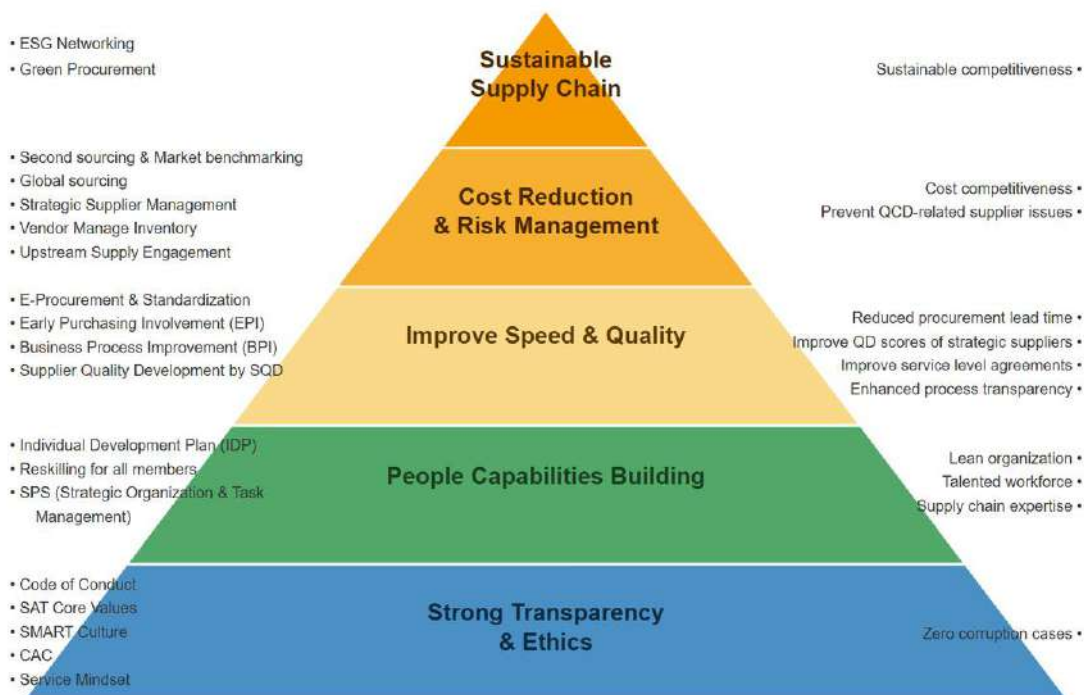 • ESG Networking
• Green Procurement
Sustainable
Supply Chain
Sustainable competitiveness •
• Second sourcing & Market benchmarking
• Global sourcing
• Strategic Supplier Management
• Vendor Manage Inventory
• Upstream Supply Engagement
Cost Reduction
& Risk Management
Cost competitiveness •
Prevent QCD-related supplier issues •
• E-Procurement & Standardization
• Early Purchasing Involvement (EPI)
• Business Process Improvement (BPI)
• Supplier Quality Development by SQD
Improve Speed & Quality
Reduced procurement lead time •
Improve QD scores of strategic suppliers •
Improve service level agreements •
Enhanced process transparency •
• Individual Development Plan (IDP)
• Reskilling for all members
• SPS (Strategic Organization & Task
Management)
People Capabilities Building
Lean organization •
Talented workforce •
Supply chain expertise •
• Code of Conduct
• SAT Core Values
• SMART Culture
• CAC
• Service Mindset
Strong Transparency
& Ethics
Zero corruption cases •